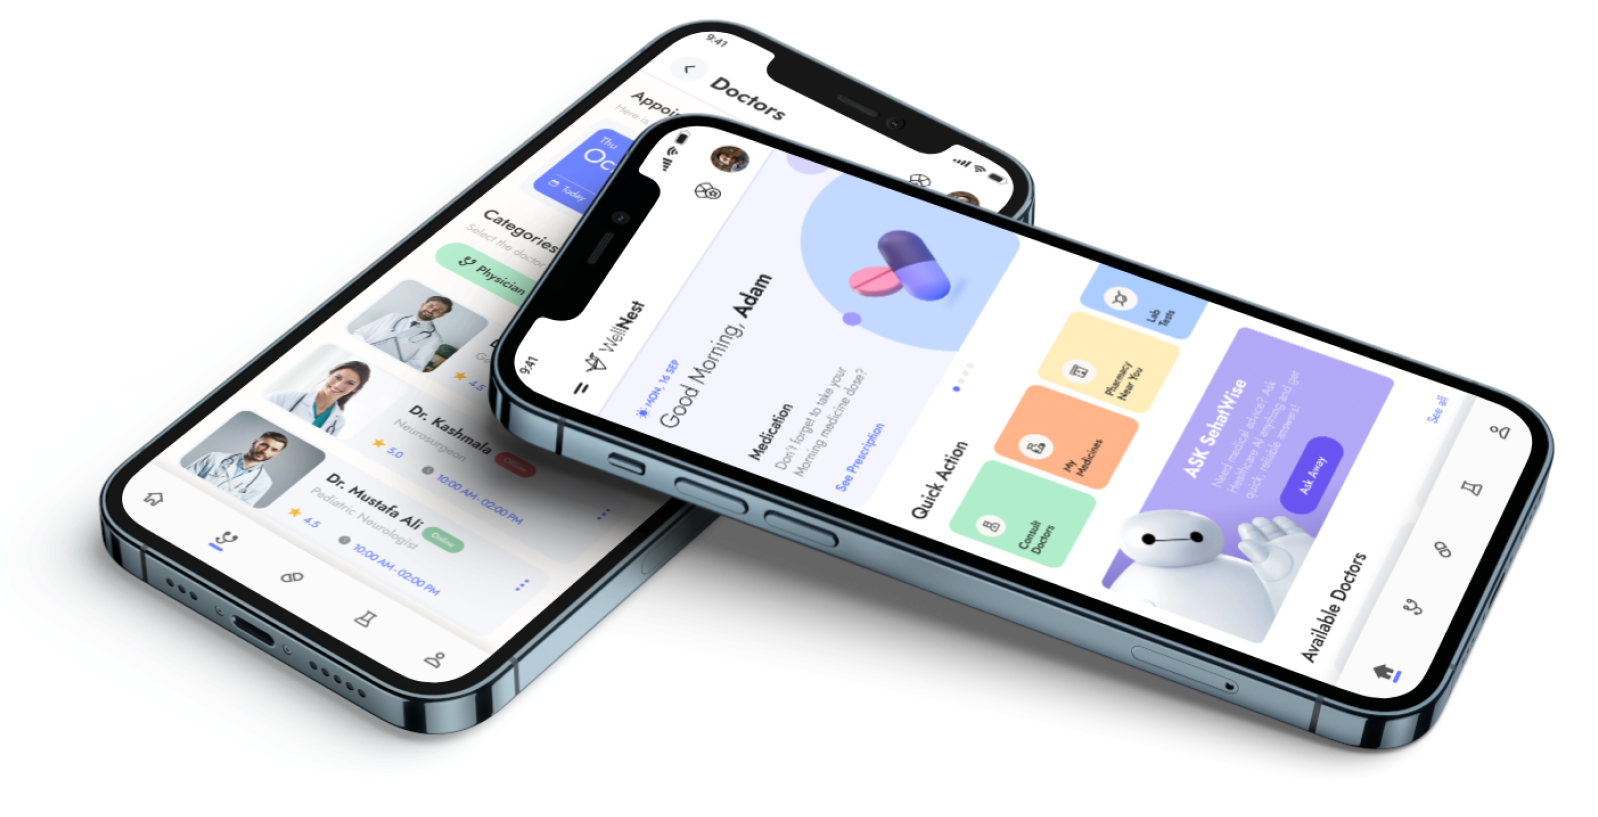 9:41
Doctors
Appoi
Here is
Thu
Oc
Today
Categories
Select the doctor
Physician
4.5
Dr. Kashmala
Neurosurgeon
Offline
5.0
10:00 AM - 02:00 PM
Dr. Mustafa Ali
Online
Pediatric Neurologist
4.5
10:00 AM - 02:00 PM
9:41
WellNest
MON, 16 SEP
Good Morning, Adam
Medication
Don't forget to take your
Morning medicine dose?
See Prescription
Quick Action
Consult
Doctors
My
Medicines
Pharmacy
Near You
Lab
Tests
ASK SehatWise
Need medical advice? Ask
Healthcare AI anything and get
quick, reliable answers!
Ask Away
Available Doctors
See all